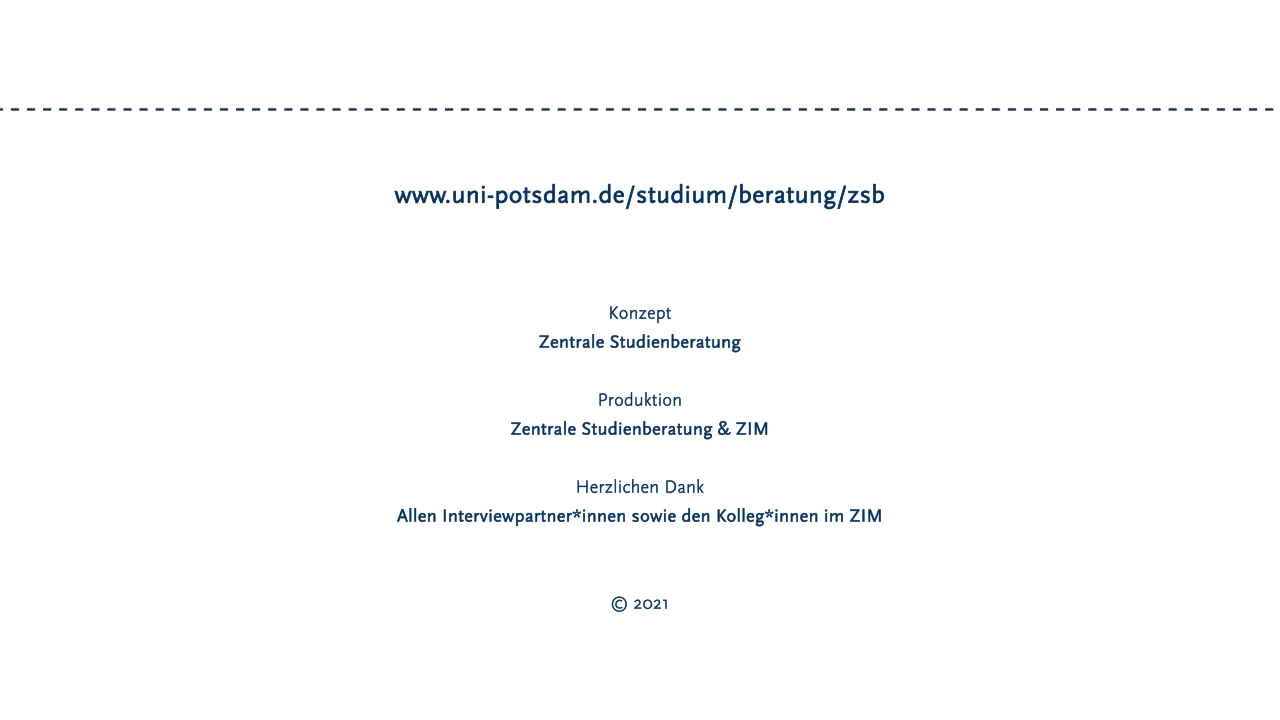 www.uni-potsdam.de/studium/beratung/zsb
Konzept
Zentrale Studienberatung
Produktion
Zentrale Studienberatung & ZIM
Herzlichen Dank
Allen Interviewpartner*innen sowie den Kolleg*innen im ZIM
© 2021